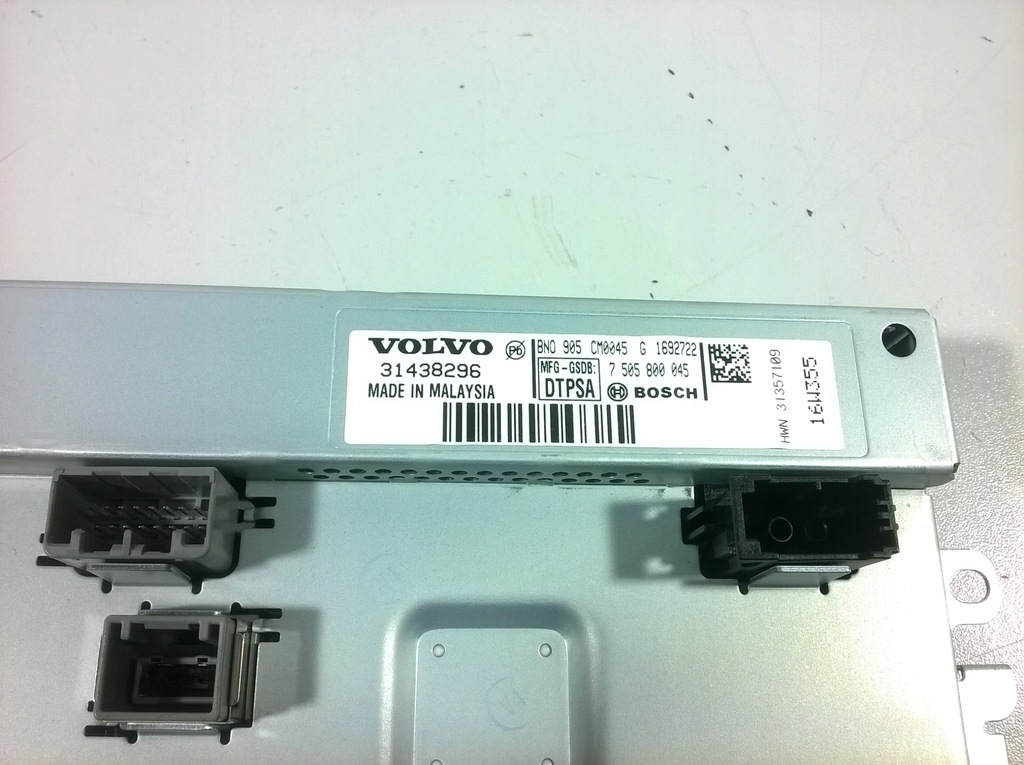 VOLVO Pb
31438296
MADE IN MALAYSIA
BNO 905 CM0045 G 1692722
MFG-GSDB: 7 505 800 045
DTPSA BOSCH
HWN 31357109
16W355